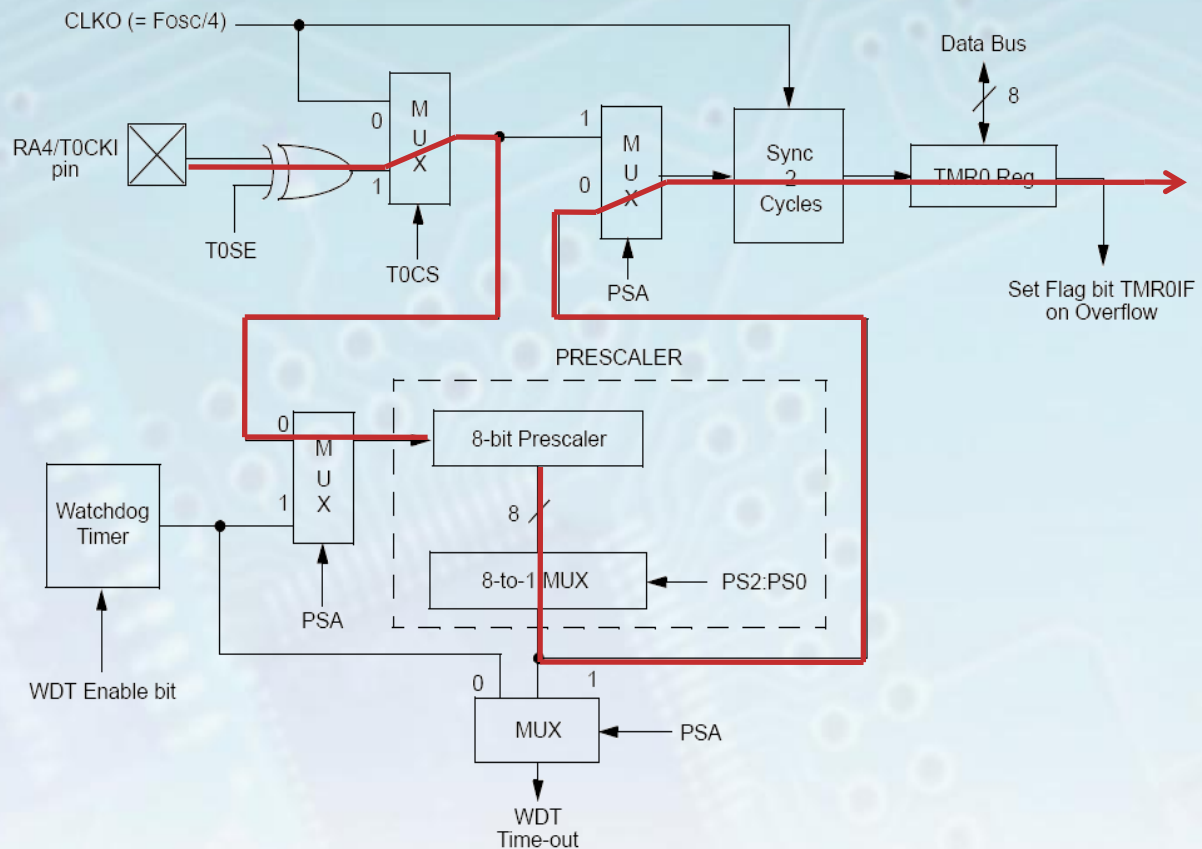 CLKO (= Fosc/4)
Data Bus
8
0
M
U
X
1
RA4/T0CKI
pin
T0SE
T0CS
1
0
M
U
X
PSA
Sync
2
Cycles
TMR0 Reg
Set Flag bit TMR0IF
on Overflow
PRESCALER
0
1
M
U
X
8-bit Prescaler
8
8-to-1 MUX
PS2:PS0
Watchdog
Timer
PSA
WDT Enable bit
0
1
MUX
PSA
WDT
Time-out